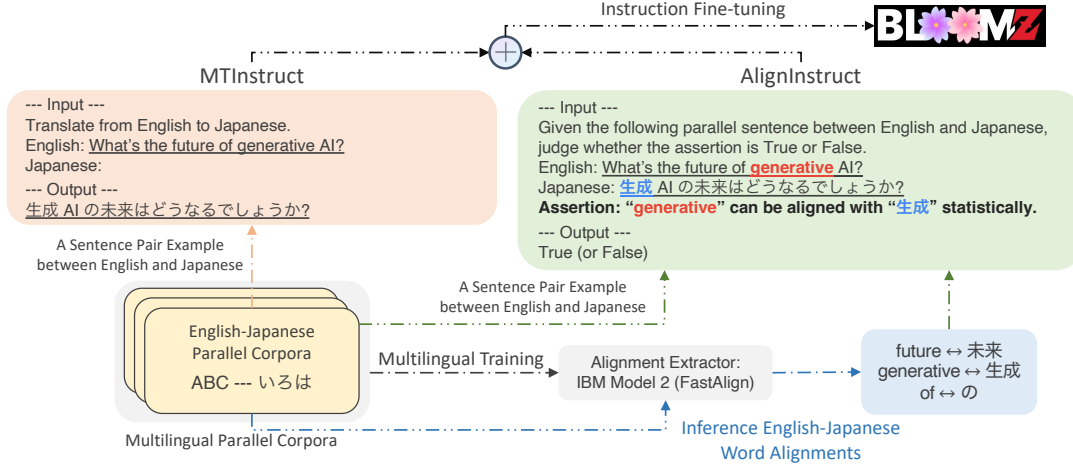 Instruction Fine-tuning
BLOOMZ
MTInstruct
AlignInstruct
--- Input ---
Translate from English to Japanese.
English: What's the future of generative AI?
Japanese:
--- Output ---
生成 AI の未来はどうなるでしょうか?
--- Input ---
Given the following parallel sentence between English and Japanese,
judge whether the assertion is True or False.
English: What's the future of generative AI?
Japanese: 生成 AI の未来はどうなるでしょうか?
Assertion: “generative” can be aligned with “生成” statistically.
--- Output ---
True (or False)
A Sentence Pair Example
between English and Japanese
A Sentence Pair Example
between English and Japanese
English-Japanese
Parallel Corpora
ABC --- いろは
Multilingual Parallel Corpora
Multilingual Training
Alignment Extractor:
IBM Model 2 (FastAlign)
future ↔ 未来
generative ↔ 生成
of ↔ の
Inference English-Japanese
Word Alignments